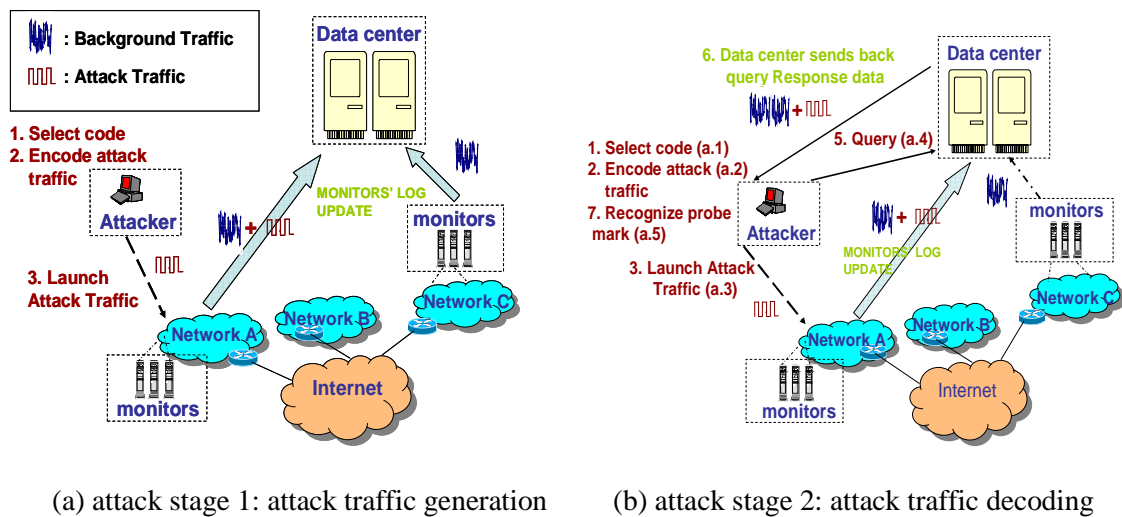 : Background Traffic
: Attack Traffic
Data center
1. Select code
2. Encode attack
traffic
Attacker
MONITORS' LOG
UPDATE
+
monitors
3. Launch
Attack Traffic
Network A
Network B
Network C
Internet
monitors
(a) attack stage 1: attack traffic generation
6. Data center sends back
query Response data
Data center
+
5. Query (a.4)
1. Select code (a.1)
2. Encode attack (a.2)
traffic
7. Recognize probe
mark (a.5)
Attacker
+
monitors
MONITORS' LOG
UPDATE
3. Launch Attack
Traffic (a.3)
Network A
Network B
Network C
Internet
monitors
(b) attack stage 2: attack traffic decoding